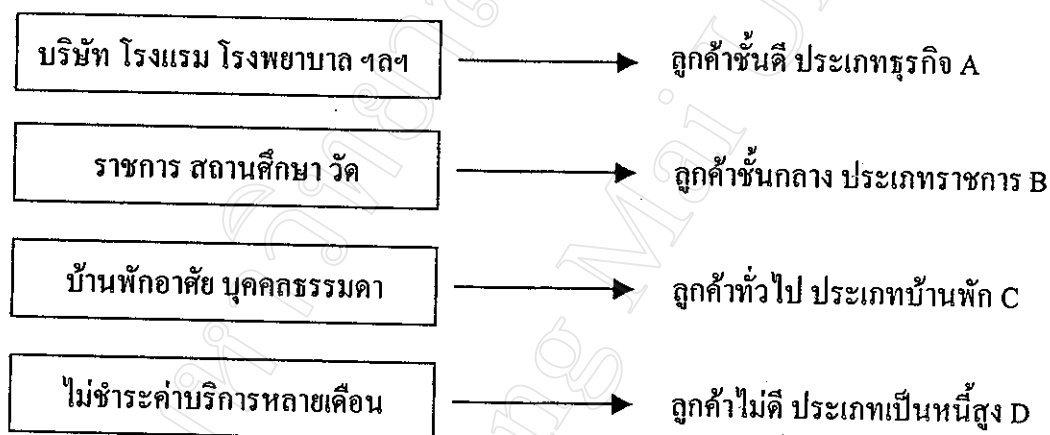 บริษัท โรงแรม โรงพยาบาล ฯลฯ ลูกค้าชั้นดี ประเภทธุรกิจ A
ราชการ สถานศึกษา วัด ลูกค้าชั้นกลาง ประเภทราชการ B
บ้านพักอาศัย บุคคลธรรมดา ลูกค้าทั่วไป ประเภทบ้านพัก C
ไม่ชำระค่าบริการหลายเดือน ลูกค้าไม่ดี ประเภทเป็นหนี้สูง D